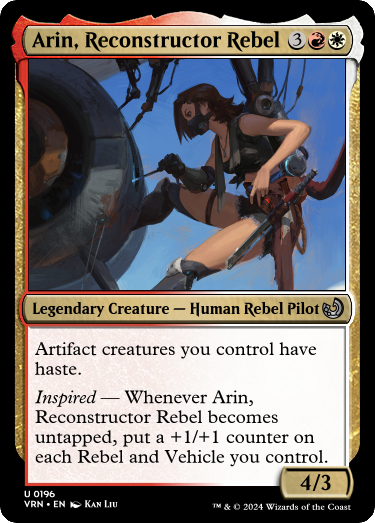 Arin, Reconstructor Rebel 3
Legendary Creature — Human Rebel Pilot
Artifact creatures you control have
haste.
Inspired — Whenever Arin,
Reconstructor Rebel becomes
untapped, put a +1/+1 counter on
each Rebel and Vehicle you control.
4/3
U 0196
VRN • EN Kan Liu
™ & © 2024 Wizards of the Coast